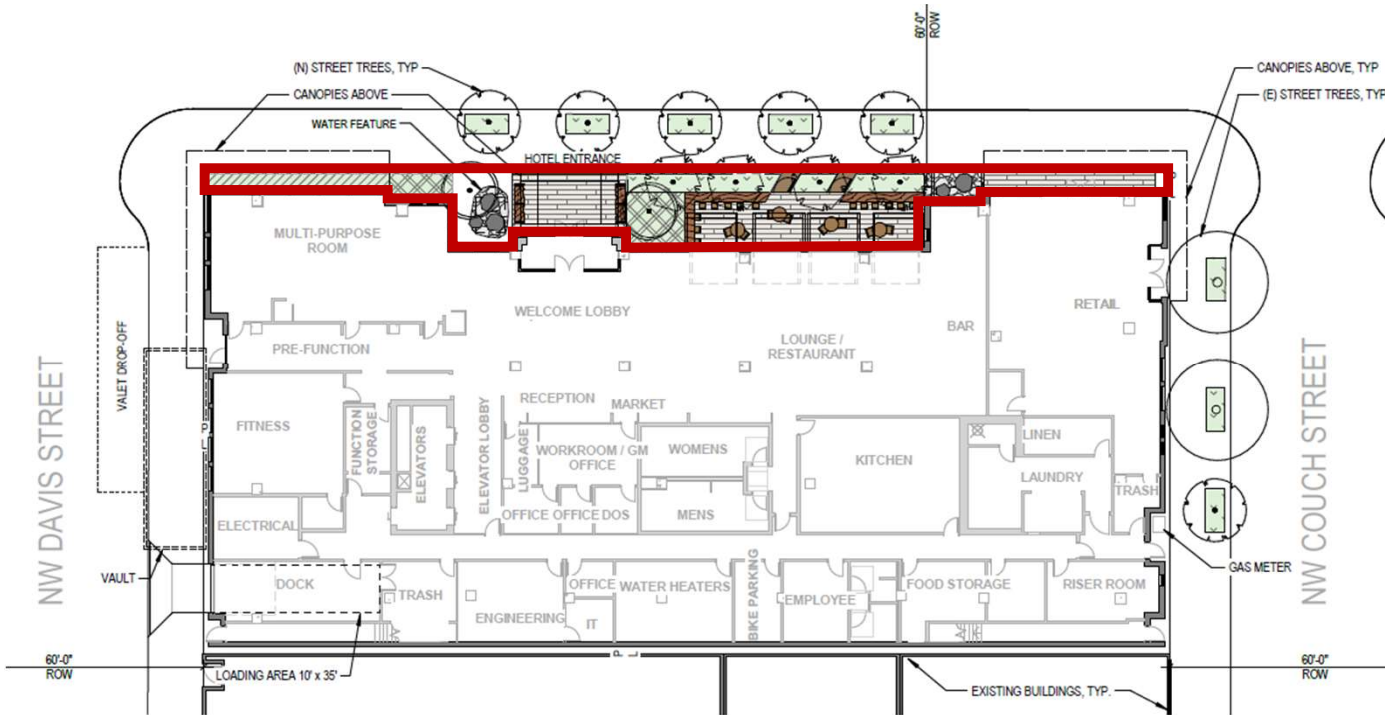 60'-0"
ROW
(N) STREET TREES, TYP
CANOPIES ABOVE
WATER FEATURE
HOTEL ENTRANCE
CANOPIES ABOVE, TYP
(E) STREET TREES, TYP
MULTI-PURPOSE
ROOM
WELCOME LOBBY
LOUNGE /
RESTAURANT
BAR
RETAIL
VALET DROP-OFF
PRE-FUNCTION
NW DAVIS STREET
NW COUCH STREET
FITNESS
FUNCTION
STORAGE
ELEVATORS
ELEVATOR LOBBY
RECEPTION
MARKET
LUGGAGE
WORKROOM / GM
OFFICE
WOMENS
MENS
OFFICE
OFFICE
DOS
KITCHEN
LINEN
LAUNDRY
TRASH
ELECTRICAL
VAULT
DOCK
TRASH
ENGINEERING
OFFICE
IT
WATER HEATERS
BIKE PARKING
EMPLOYEE
FOOD STORAGE
RISER ROOM
GAS METER
60'-0"
ROW
LOADING AREA 10' x 35'
PL
PL
EXISTING BUILDINGS, TYP.
60'-0"
ROW